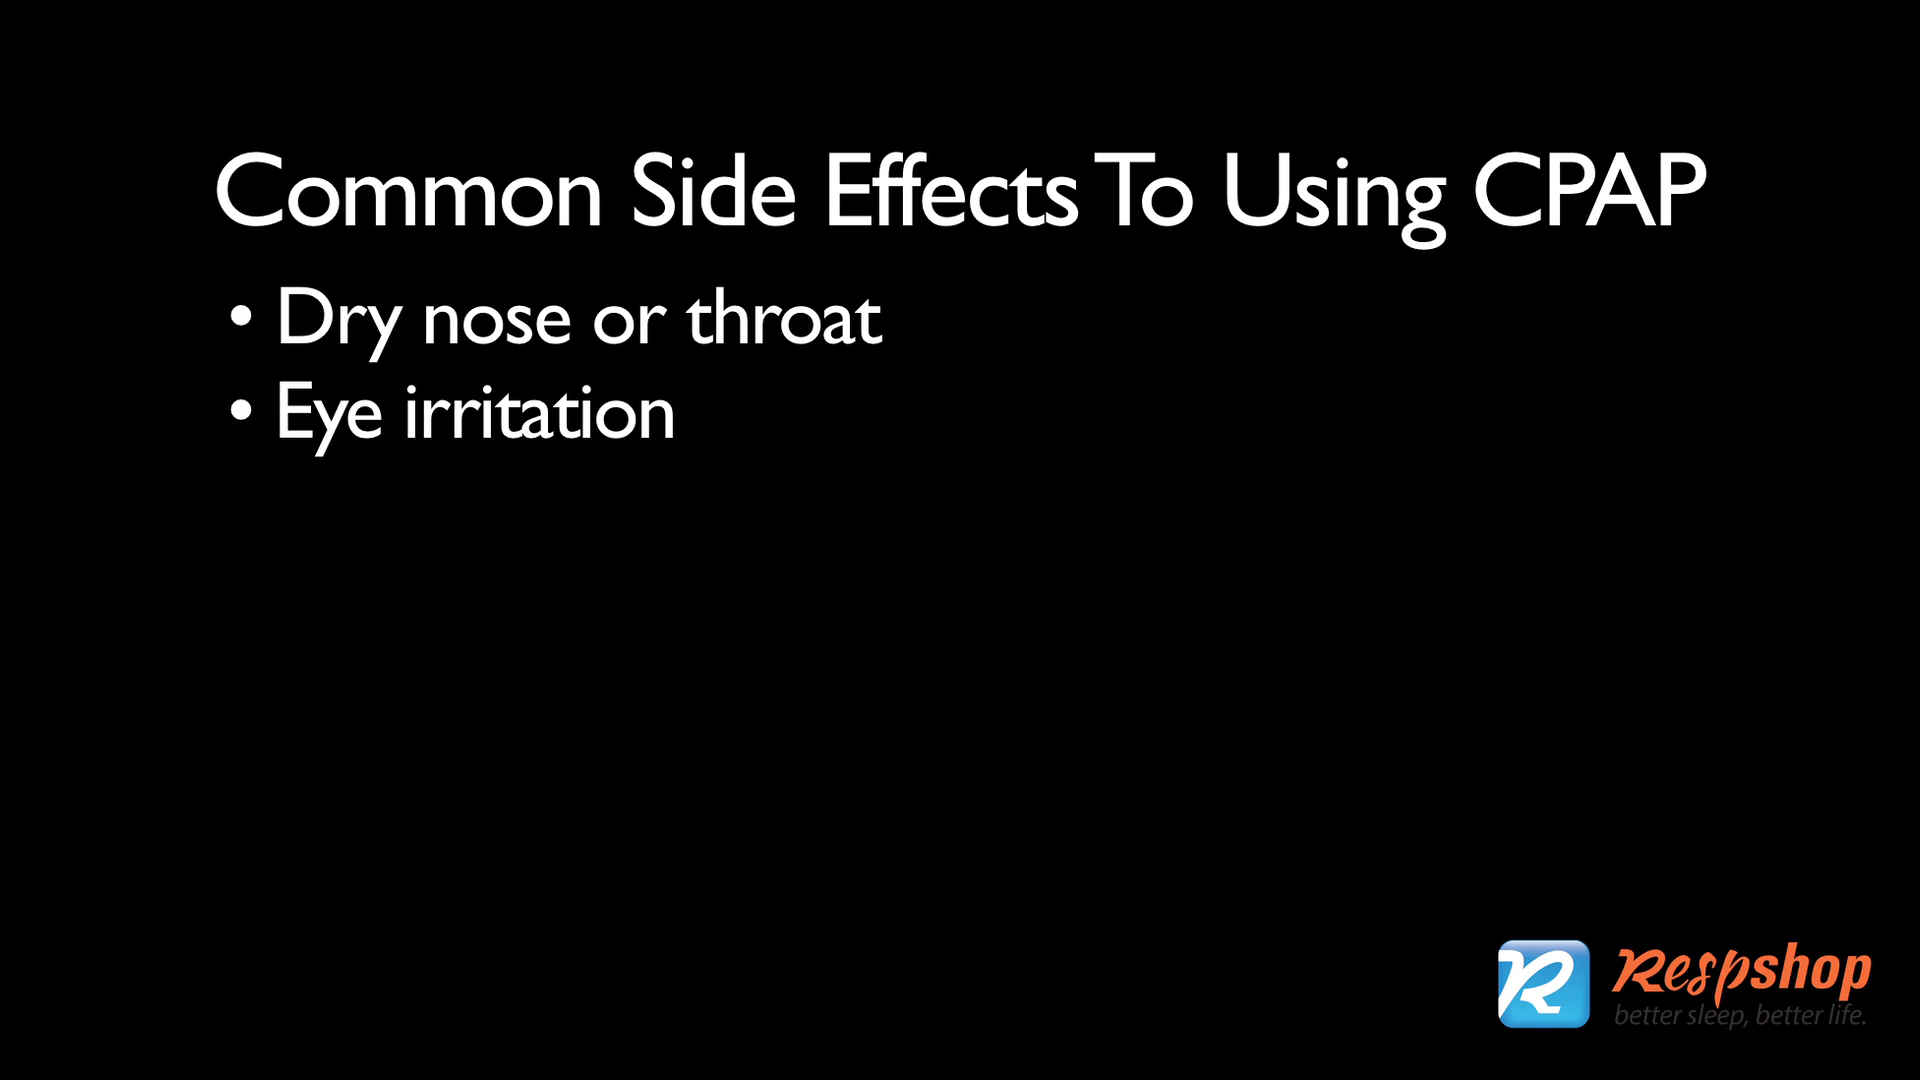 Common Side Effects To Using CPAP
• Dry nose or throat
• Eye irritation
R Respshop
better sleep, better life.